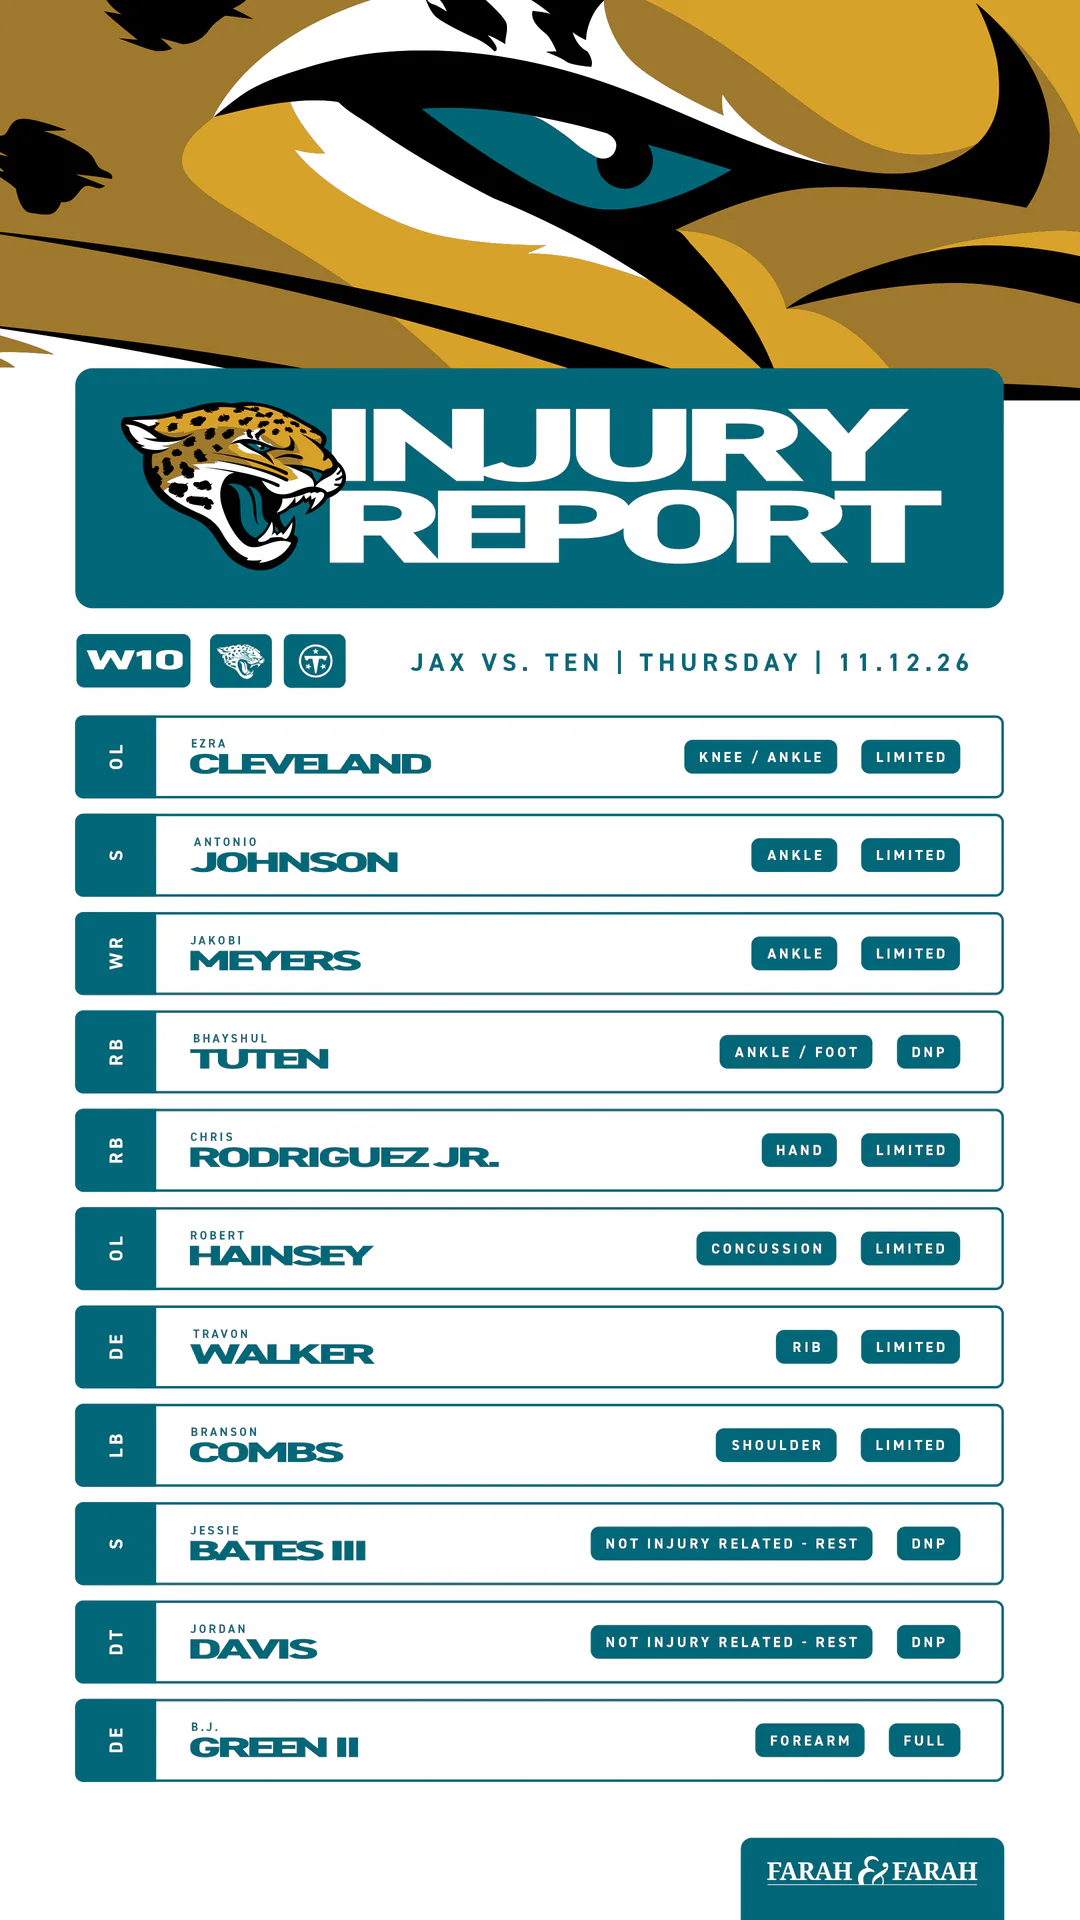 INJURY
REPORT
W10
JAX VS. TEN | THURSDAY | 11.12.26
OL
EZRA
CLEVELAND
KNEE / ANKLE
LIMITED
S
ANTONIO
JOHNSON
ANKLE
LIMITED
WR
JAKOBI
MEYERS
ANKLE
LIMITED
RB
BHAYSHUL
TUTEN
ANKLE / FOOT
DNP
RB
CHRIS
RODRIGUEZ JR.
HAND
LIMITED
OL
ROBERT
HAINSEY
CONCUSSION
LIMITED
DE
TRAVON
WALKER
RIB
LIMITED
LB
BRANSON
COMBS
SHOULDER
LIMITED
S
JESSIE
BATES III
NOT INJURY RELATED - REST
DNP
DT
JORDAN
DAVIS
NOT INJURY RELATED - REST
DNP
DE
B.J.
GREEN II
FOREARM
FULL
FARAH & FARAH